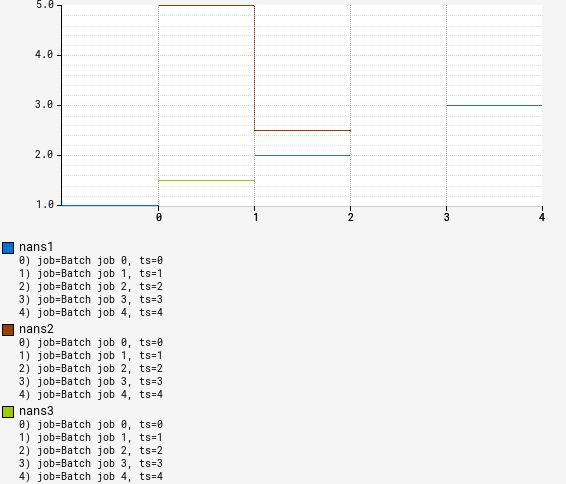 5.0
4.0
3.0
2.0
1.0
0 1 2 3 4
nans1
0) job=Batch job 0, ts=0
1) job=Batch job 1, ts=1
2) job=Batch job 2, ts=2
3) job=Batch job 3, ts=3
4) job=Batch job 4, ts=4
nans2
0) job=Batch job 0, ts=0
1) job=Batch job 1, ts=1
2) job=Batch job 2, ts=2
3) job=Batch job 3, ts=3
4) job=Batch job 4, ts=4
nans3
0) job=Batch job 0, ts=0
1) job=Batch job 1, ts=1
2) job=Batch job 2, ts=2
3) job=Batch job 3, ts=3
4) job=Batch job 4, ts=4